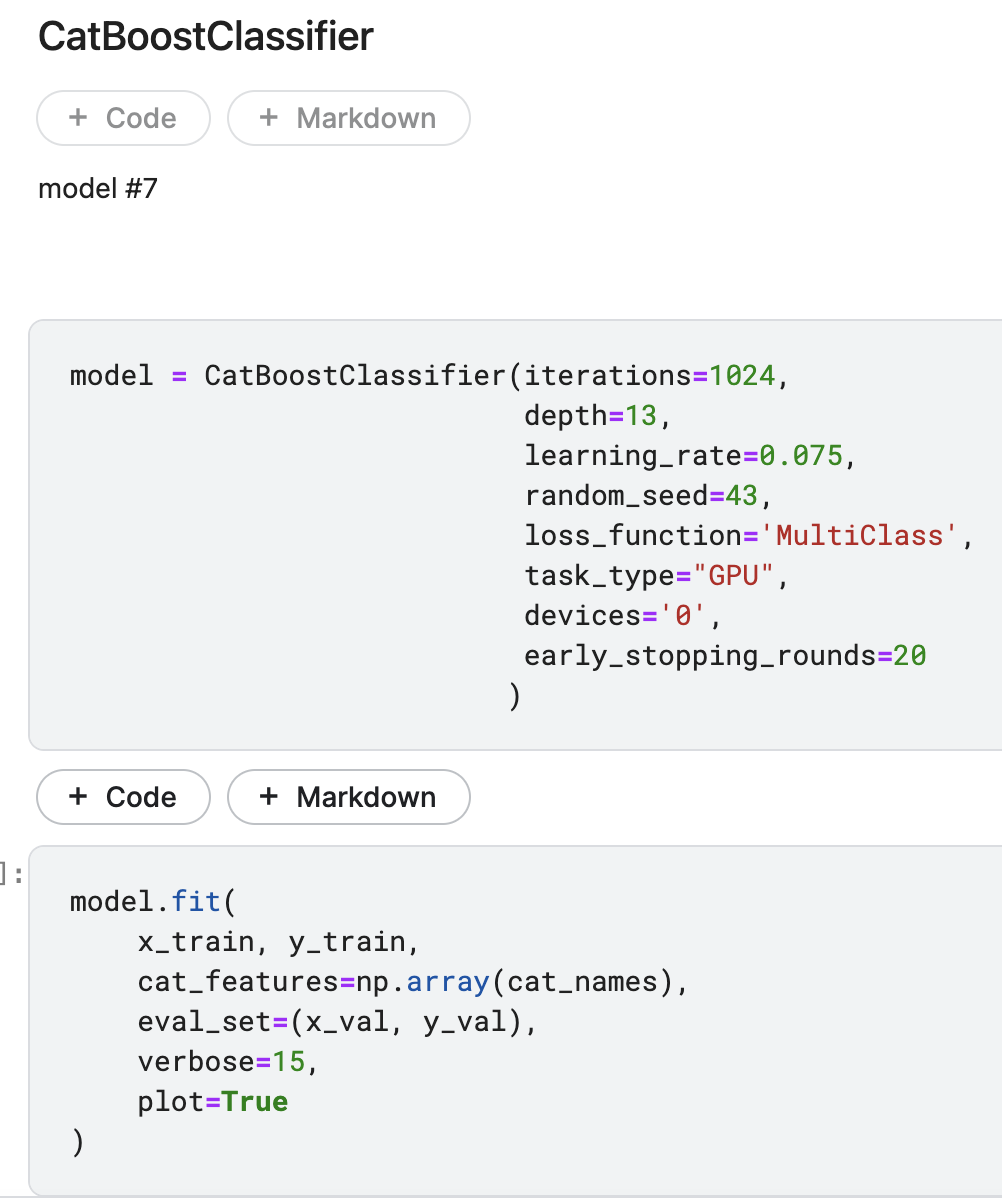 CatBoostClassifier
+ Code + Markdown
model #7
model = CatBoostClassifier(iterations=1024,
depth=13,
learning_rate=0.075,
random_seed=43,
loss_function='MultiClass',
task_type="GPU",
devices='0',
early_stopping_rounds=20
)
+ Code + Markdown
]:
model.fit(
x_train, y_train,
cat_features=np.array(cat_names),
eval_set=(x_val, y_val),
verbose=15,
plot=True
)